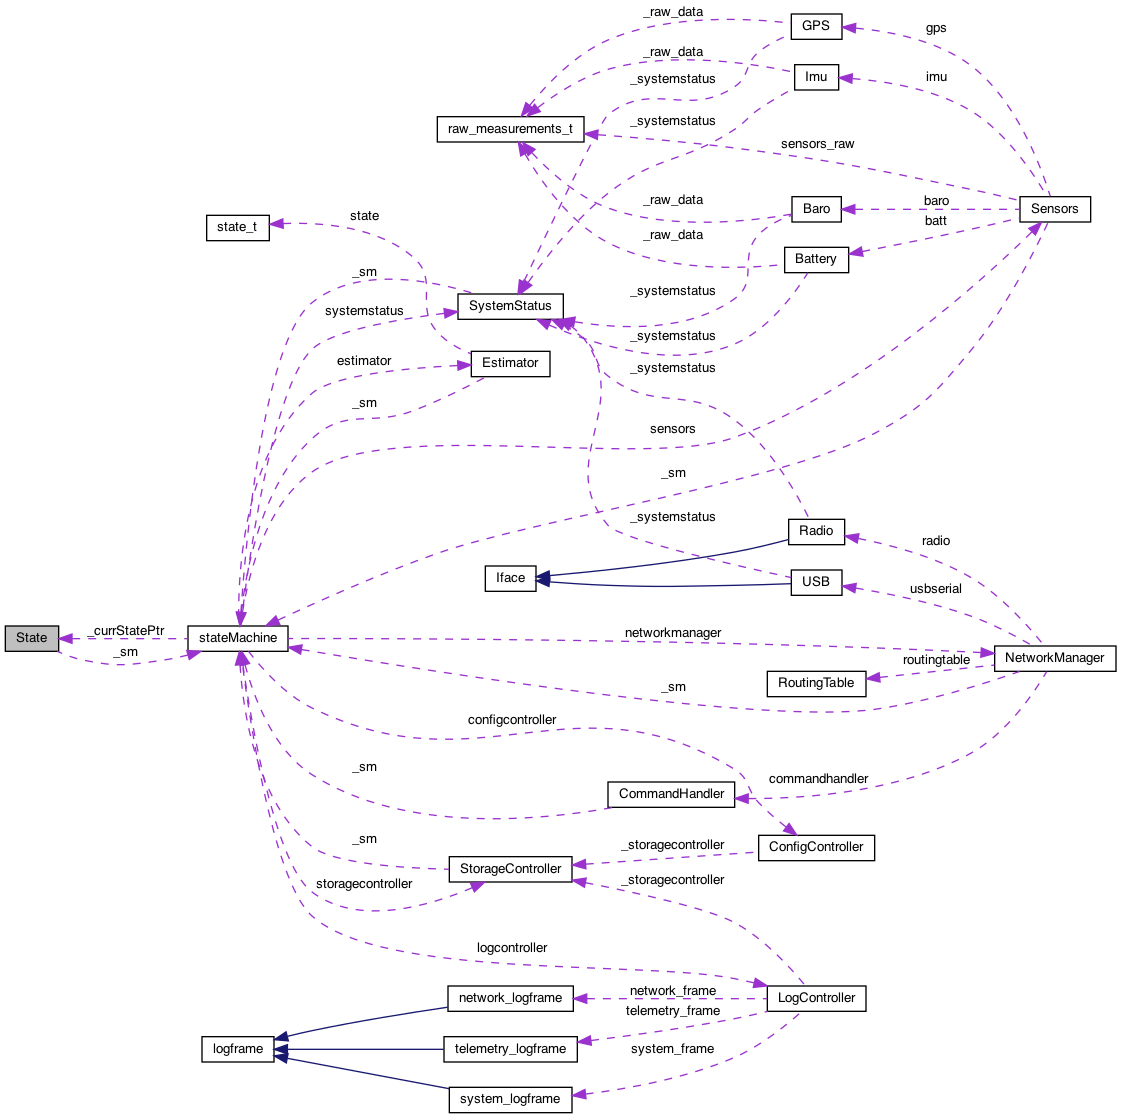 _raw_data
GPS
gps
_raw_data
Imu
imu
_systemstatus
_systemstatus
raw_measurements_t
sensors_raw
_raw_data
Baro
baro
Sensors
state_t
state
batt
_raw_data
Battery
_sm
_systemstatus
SystemStatus
systemstatus
_systemstatus
estimator
Estimator
_systemstatus
_sm
sensors
_sm
_systemstatus
Radio
radio
Iface
USB
usbserial
State
_currStatePtr
_sm
stateMachine
networkmanager
NetworkManager
routingtable
RoutingTable
_sm
configcontroller
_sm
CommandHandler
commandhandler
_sm
_storagecontroller
ConfigController
StorageController
storagecontroller
_storagecontroller
logcontroller
network_logframe
network_frame
LogController
telemetry_frame
logframe
telemetry_logframe
system_frame
system_logframe